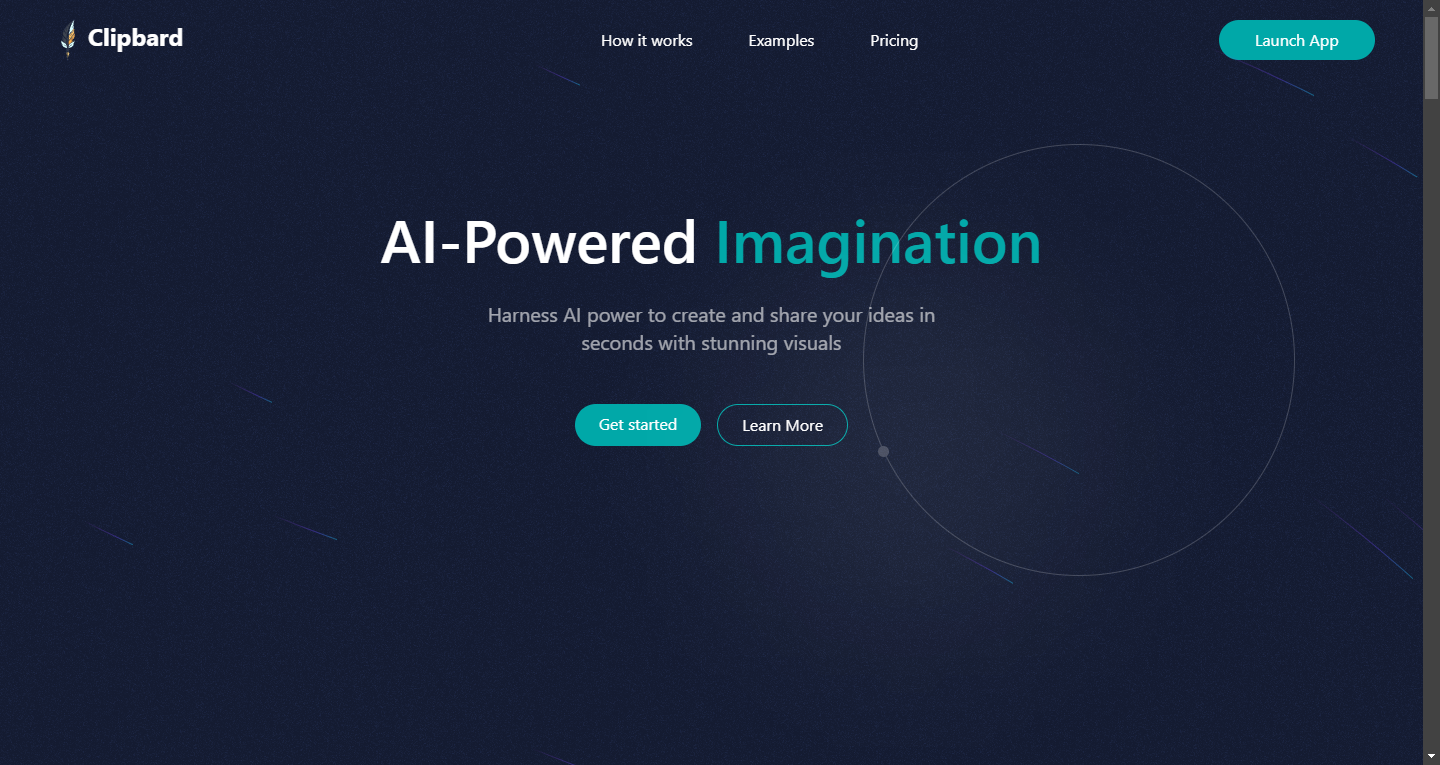 Clipbard
How it works
Examples
Pricing
Launch App
AI-Powered Imagination
Harness AI power to create and share your ideas in
seconds with stunning visuals
Get started
Learn More